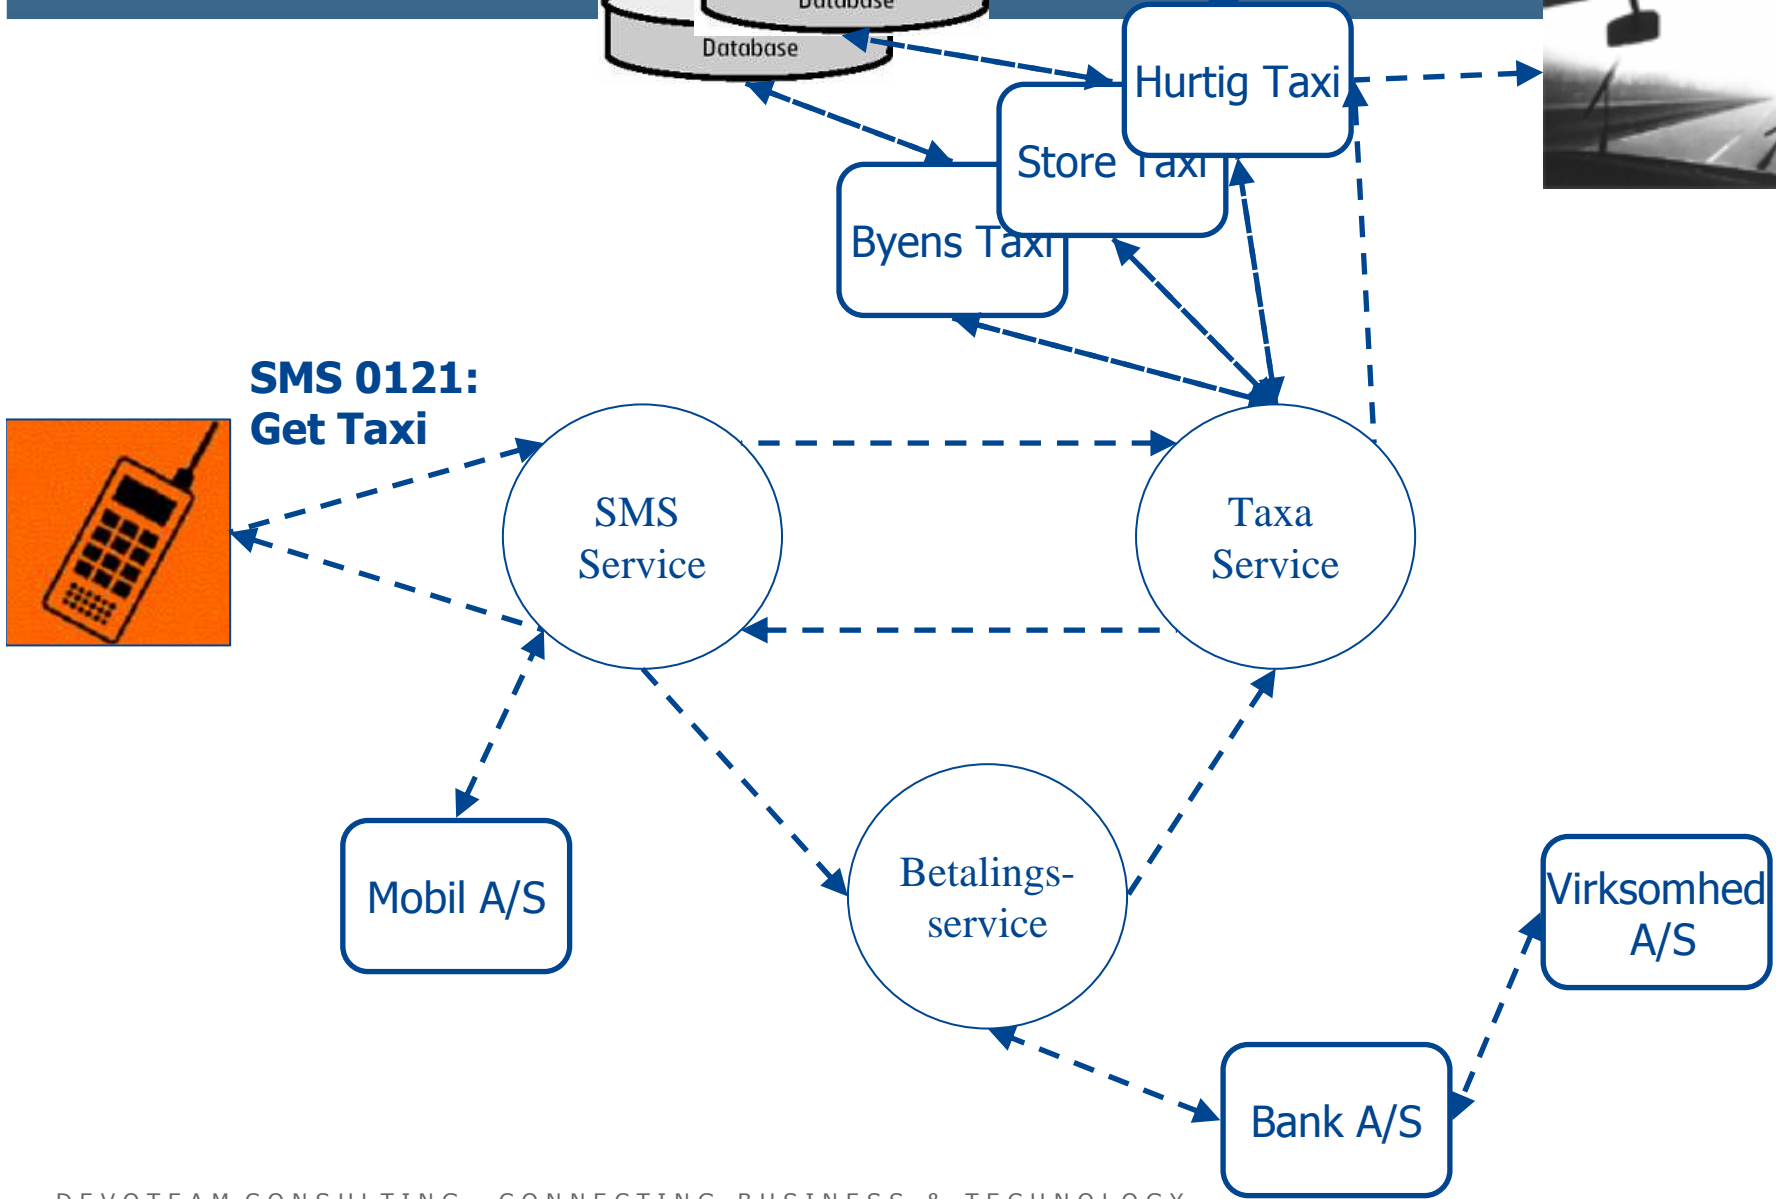 Database
Database
Hurtig Taxi
Store Taxi
Byens Taxi
SMS 0121:
Get Taxi
SMS
Service
Taxa
Service
Mobil A/S
Betalings-
service
Virksomhed
A/S
Bank A/S
DEVOTEAM CONSULTING - CONNECTING BUSINESS & TECHNOLOGY